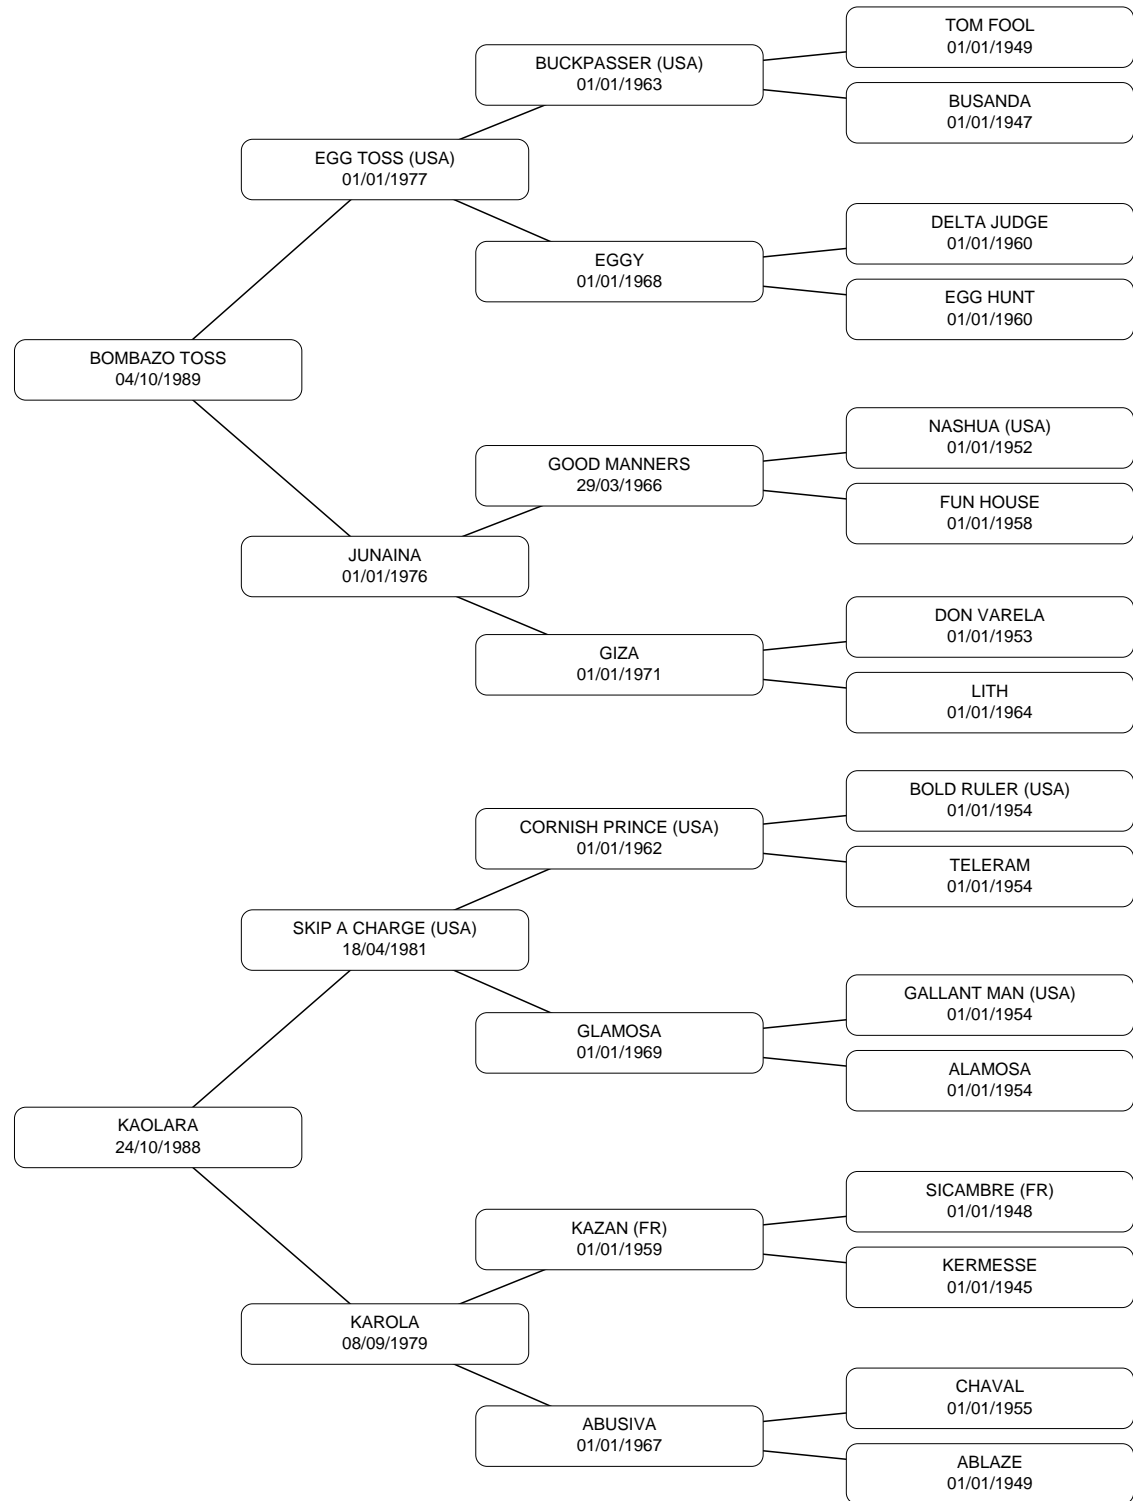 TOM FOOL
01/01/1949
BUCKPASSER (USA)
01/01/1963
BUSANDA
01/01/1947
EGG TOSS (USA)
01/01/1977
DELTA JUDGE
01/01/1960
EGGY
01/01/1968
EGG HUNT
01/01/1960
BOMBAZO TOSS
04/10/1989
NASHUA (USA)
01/01/1952
GOOD MANNERS
29/03/1966
FUN HOUSE
01/01/1958
JUNAINA
01/01/1976
DON VARELA
01/01/1953
GIZA
01/01/1971
LITH
01/01/1964
BOLD RULER (USA)
01/01/1954
CORNISH PRINCE (USA)
01/01/1962
TELERAM
01/01/1954
SKIP A CHARGE (USA)
18/04/1981
GALLANT MAN (USA)
01/01/1954
GLAMOSA
01/01/1969
ALAMOSA
01/01/1954
KAOLARA
24/10/1988
SICAMBRE (FR)
01/01/1948
KAZAN (FR)
01/01/1959
KERMESSE
01/01/1945
KAROLA
08/09/1979
CHAVAL
01/01/1955
ABUSIVA
01/01/1967
ABLAZE
01/01/1949